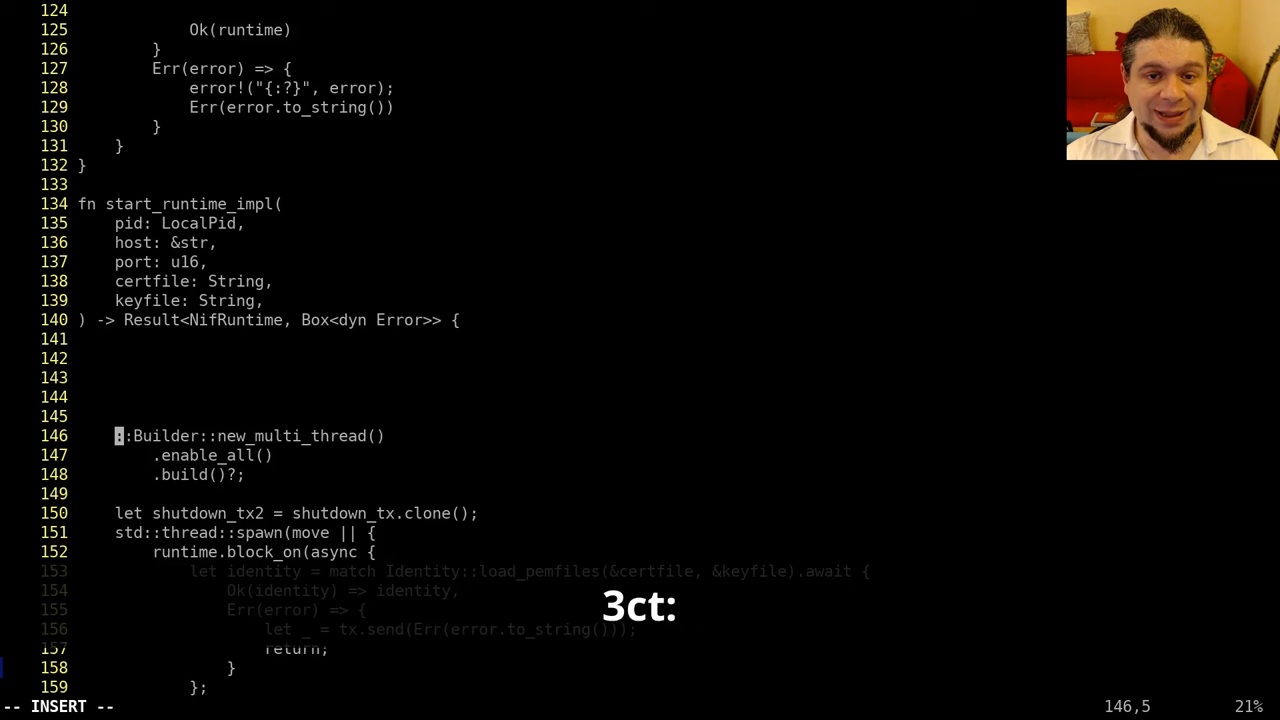 124
125 Ok(runtime)
126 }
127 Err(error) => {
128 error!("{:?}", error);
129 Err(error.to_string())
130 }
131 }
132 }
133
134 fn start_runtime_impl(
135 pid: LocalPid,
136 host: &str,
137 port: u16,
138 certfile: String,
139 keyfile: String,
140 ) -> Result<NifRuntime, Box<dyn Error>> {
141
142
143
144
145
146 ::Builder::new_multi_thread()
147 .enable_all()
148 .build()?;
149
150 let shutdown_tx2 = shutdown_tx.clone();
151 std::thread::spawn(move || {
152 runtime.block_on(async {
153 let identity = match Identity::load_pemfiles(&certfile, &keyfile).await {
154 Ok(identity) => identity,
155 Err(error) => {
3ct:
156 let _ = tx.send(Err(error.to_string()));
157 return;
158 }
159 };
-- INSERT -- 146,5 21%